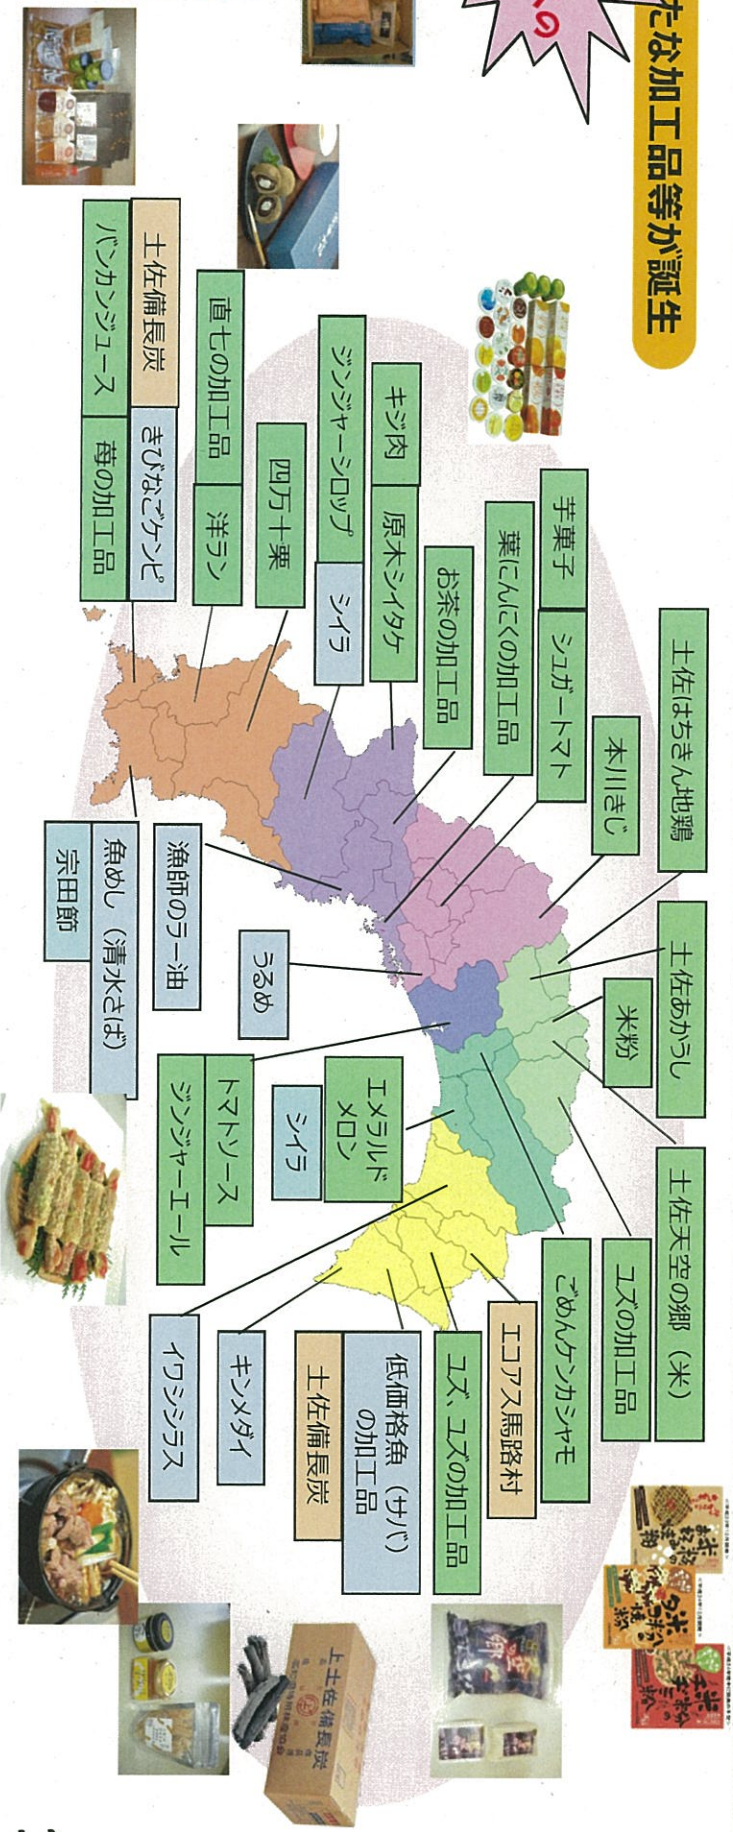 の
たな加工品等が誕生
土佐はちきん地鶏
土佐あかうし
土佐天空の郷（米）
本川きじ
米粉
ユズの加工品
芋菓子
シュガートマト
ごめんケンカシャモ
葉にんにくの加工品
エコアス馬路村
お茶の加工品
ユズ、ユズの加工品
キジ肉
原木シイタケ
低価格魚（サバ）
の加工品
土佐備長炭
ジンジャーシロップ
シイラ
エメラルド
メロン
シイラ
四万十栗
うるめ
キンメダイ
直七の加工品
洋ラン
トマトソース
ジンジャーエール
漁師のラー油
イワシシラス
土佐備長炭
きびなごケンピ
バンカンジュース
苺の加工品
魚めし（清水さば）
宗田節
上土佐備長炭